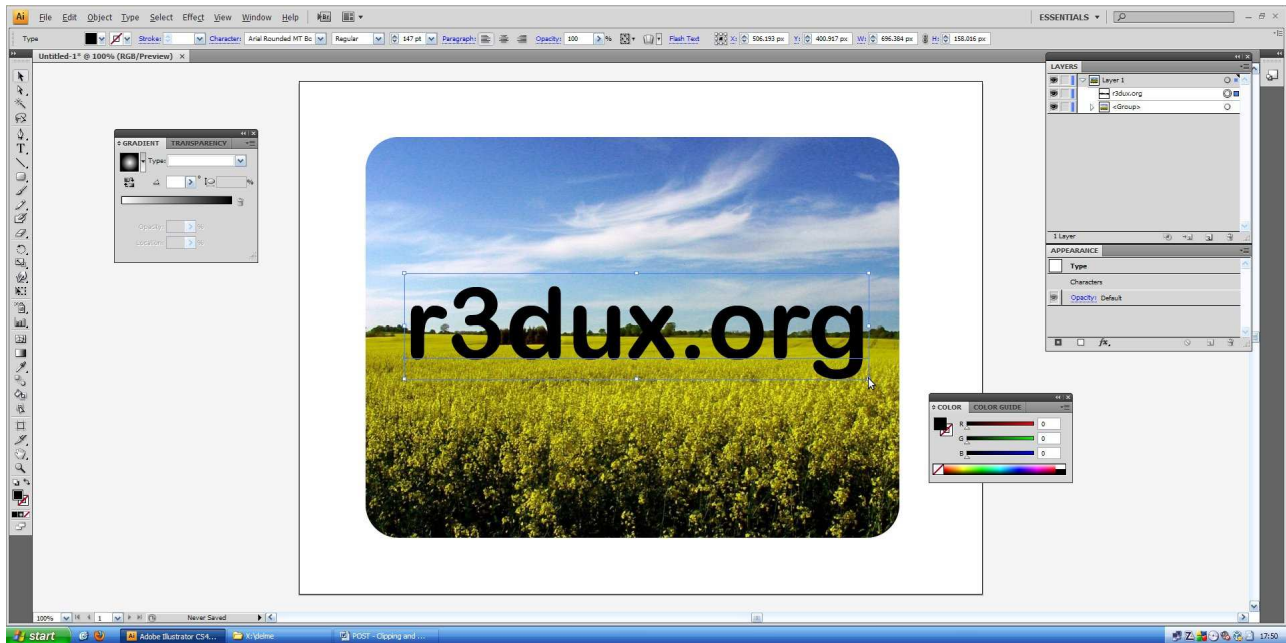 Ai File Edit Object Type Select Effect View Window Help Br ESSENTIALS
Type Stroke: Character: Arial Rounded MT Bc Regular 147 pt Paragraph: Opacity: 100 % Flash Text X: 506.193 px Y: 400.917 px W: 696.384 px H: 158.016 px
Untitled-1* @ 100% (RGB/Preview) ×
LAYERS
Layer 1
r3dux.org
<Group>
1 Layer
GRADIENT TRANSPARENCY
Type:
°
%
Opacity: %
Location: %
APPEARANCE
Type
Characters
Opacity: Default
fx
r3dux.org
COLOR COLOR GUIDE
R 0
G 0
B 0
100% 1 Never Saved
start Adobe Illustrator CS4... X:\delme POST - Clipping and ... 17:50